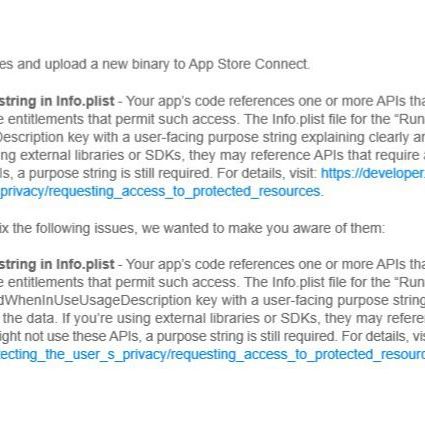 es and upload a new binary to App Store Connect.
string in Info.plist - Your app's code references one or more APIs tha
e entitlements that permit such access. The Info.plist file for the “Run
Description key with a user-facing purpose string explaining clearly an
ng external libraries or SDKs, they may reference APIs that require a
ls, a purpose string is still required. For details, visit: https://developer.
privacy/requesting_access_to_protected_resources.
ix the following issues, we wanted to make you aware of them:
string in Info.plist - Your app's code references one or more APIs tha
e entitlements that permit such access. The Info.plist file for the “Run
dWhenInUseUsageDescription key with a user-facing purpose string
the data. If you’re using external libraries or SDKs, they may refere
ight not use these APIs, a purpose string is still required. For details, vis
tecting_the_user_s_privacy/requesting_access_to_protected_resourc